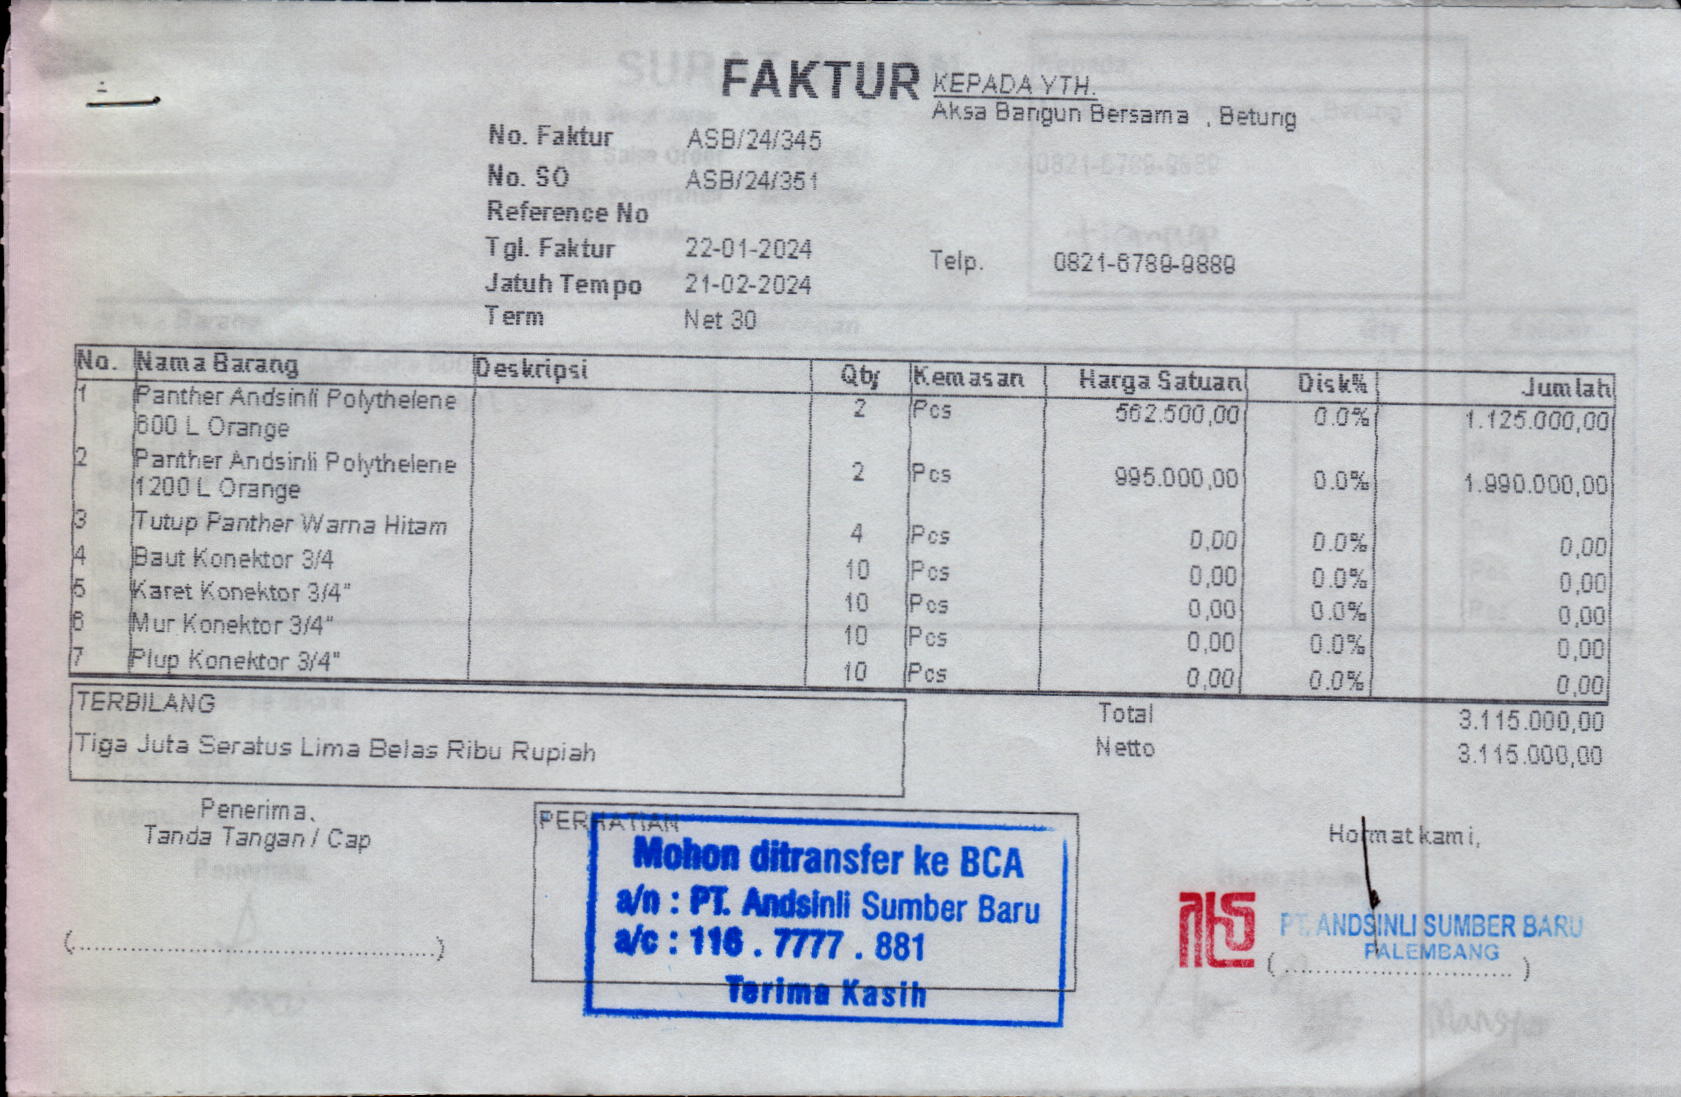 FAKTUR
KEPADA YTH.
Aksa Bangun Bersama , Betung
No. Faktur ASB/24/345
No. SO ASB/24/351
Reference No
Tgl. Faktur 22-01-2024
Telp. 0821-6789-9889
Jatuh Tempo 21-02-2024
Term Net 30
No. Nama Barang Deskripsi Qty Kemasan Harga Satuan Disk% Jumlah
1 Panther Andsinli Polythelene 2 Pcs 562.500,00 0.0% 1.125.000,00
600 L Orange
2 Panther Andsinli Polythelene 2 Pcs 995.000,00 0.0% 1.990.000,00
1200 L Orange
3 Tutup Panther Warna Hitam 4 Pcs 0,00 0.0% 0,00
4 Baut Konektor 3/4 10 Pcs 0,00 0.0% 0,00
5 Karet Konektor 3/4" 10 Pcs 0,00 0.0% 0,00
6 Mur Konektor 3/4" 10 Pcs 0,00 0.0% 0,00
7 Plup Konektor 3/4" 10 Pcs 0,00 0.0% 0,00
TERBILANG
Tiga Juta Seratus Lima Belas Ribu Rupiah
Total 3.115.000,00
Netto 3.115.000,00
Penerima,
Tanda Tangan / Cap
(........................................)
PERHATIAN
Mohon ditransfer ke BCA
a/n : PT. Andsinli Sumber Baru
a/c : 116 . 7777 . 881
Terima Kasih
Hormat kami,
PT. ANDSINLI SUMBER BARU
PALEMBANG
(................................)